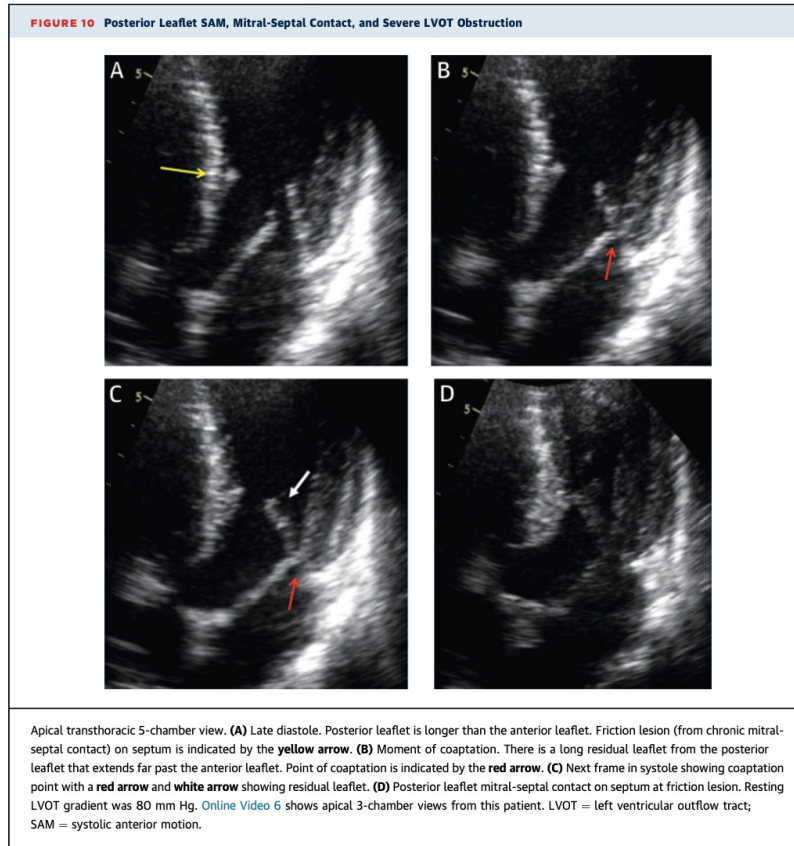 FIGURE 10 Posterior Leaflet SAM, Mitral-Septal Contact, and Severe LVOT Obstruction
A 5
B 5
C 5
D 5
Apical transthoracic 5-chamber view. (A) Late diastole. Posterior leaflet is longer than the anterior leaflet. Friction lesion (from chronic mitral-
septal contact) on septum is indicated by the yellow arrow. (B) Moment of coaptation. There is a long residual leaflet from the posterior
leaflet that extends far past the anterior leaflet. Point of coaptation is indicated by the red arrow. (C) Next frame in systole showing coaptation
point with a red arrow and white arrow showing residual leaflet. (D) Posterior leaflet mitral-septal contact on septum at friction lesion. Resting
LVOT gradient was 80 mm Hg. Online Video 6 shows apical 3-chamber views from this patient. LVOT = left ventricular outflow tract;
SAM = systolic anterior motion.